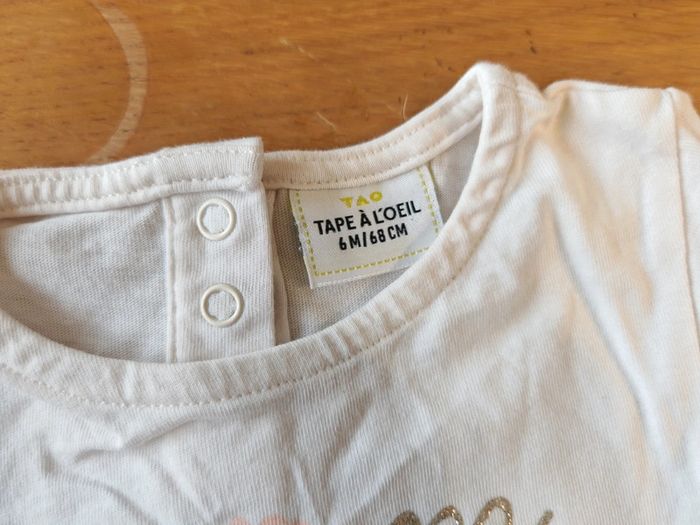 TAO
TAPE À L'OEIL
6M/68CM